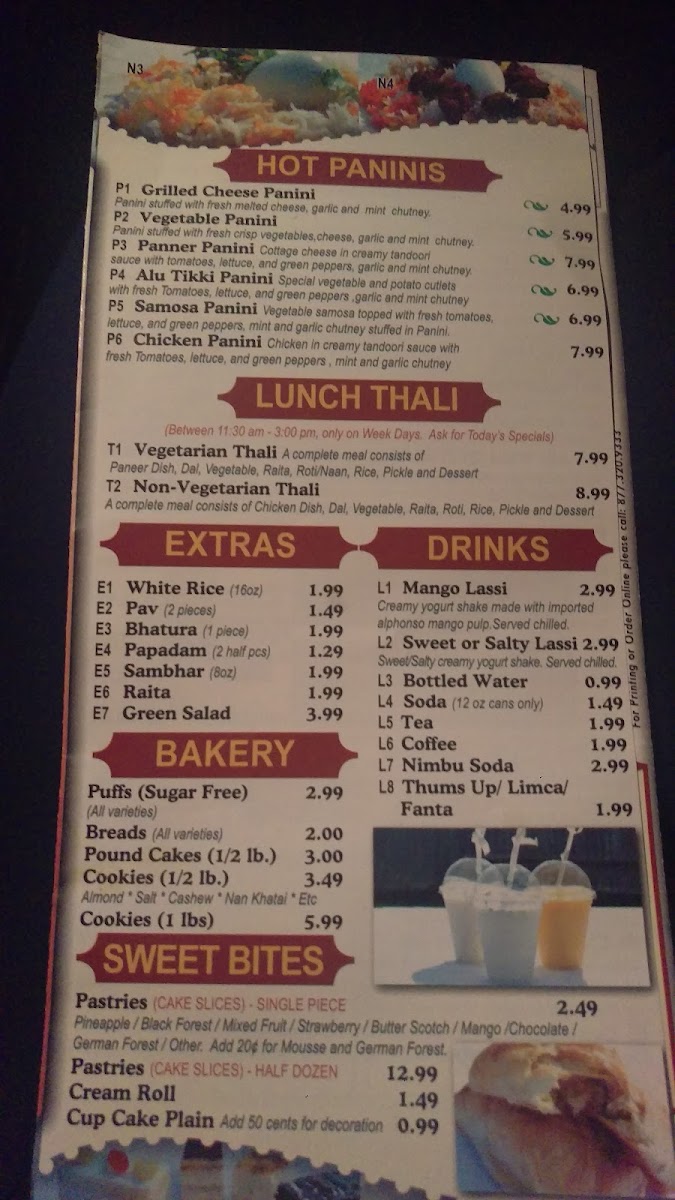 N3
N4
HOT PANINIS
P1 Grilled Cheese Panini
Panini stuffed with fresh melted cheese, garlic and mint chutney. 4.99
P2 Vegetable Panini
Panini stuffed with fresh crisp vegetables,cheese, garlic and mint chutney. 5.99
P3 Panner Panini Cottage cheese in creamy tandoori
sauce with tomatoes, lettuce, and green peppers, garlic and mint chutney. 7.99
P4 Alu Tikki Panini Special vegetable and potato cutlets
with fresh Tomatoes, lettuce, and green peppers ,garlic and mint chutney 6.99
P5 Samosa Panini Vegetable samosa topped with fresh tomatoes,
lettuce, and green peppers, mint and garlic chutney stuffed in Panini. 6.99
P6 Chicken Panini Chicken in creamy tandoori sauce with
fresh Tomatoes, lettuce, and green peppers , mint and garlic chutney 7.99
LUNCH THALI
(Between 11:30 am - 3:00 pm, only on Week Days. Ask for Today's Specials)
T1 Vegetarian Thali A complete meal consists of 7.99
Paneer Dish, Dal, Vegetable, Raita, Roti/Naan, Rice, Pickle and Dessert
T2 Non-Vegetarian Thali 8.99
A complete meal consists of Chicken Dish, Dal, Vegetable, Raita, Roti, Rice, Pickle and Dessert
EXTRAS
E1 White Rice (16oz) 1.99
E2 Pav (2 pieces) 1.49
E3 Bhatura (1 piece) 1.99
E4 Papadam (2 half pcs) 1.29
E5 Sambhar (8oz) 1.99
E6 Raita 1.99
E7 Green Salad 3.99
DRINKS
L1 Mango Lassi 2.99
Creamy yogurt shake made with imported
alphonso mango pulp.Served chilled.
L2 Sweet or Salty Lassi 2.99
Sweet/Salty creamy yogurt shake. Served chilled.
L3 Bottled Water 0.99
L4 Soda (12 oz cans only) 1.49
L5 Tea 1.99
L6 Coffee 1.99
L7 Nimbu Soda 2.99
L8 Thums Up/ Limca/
Fanta 1.99
BAKERY
Puffs (Sugar Free) 2.99
(All varieties)
Breads (All varieties) 2.00
Pound Cakes (1/2 lb.) 3.00
Cookies (1/2 lb.) 3.49
Almond * Salt * Cashew * Nan Khatai * Etc
Cookies (1 lbs) 5.99
SWEET BITES
Pastries (CAKE SLICES) - SINGLE PIECE 2.49
Pineapple / Black Forest / Mixed Fruit / Strawberry / Butter Scotch / Mango /Chocolate /
German Forest / Other. Add 20¢ for Mousse and German Forest.
Pastries (CAKE SLICES) - HALF DOZEN 12.99
Cream Roll 1.49
Cup Cake Plain Add 50 cents for decoration 0.99
For Printing or Order Online please call: 877.320.9333